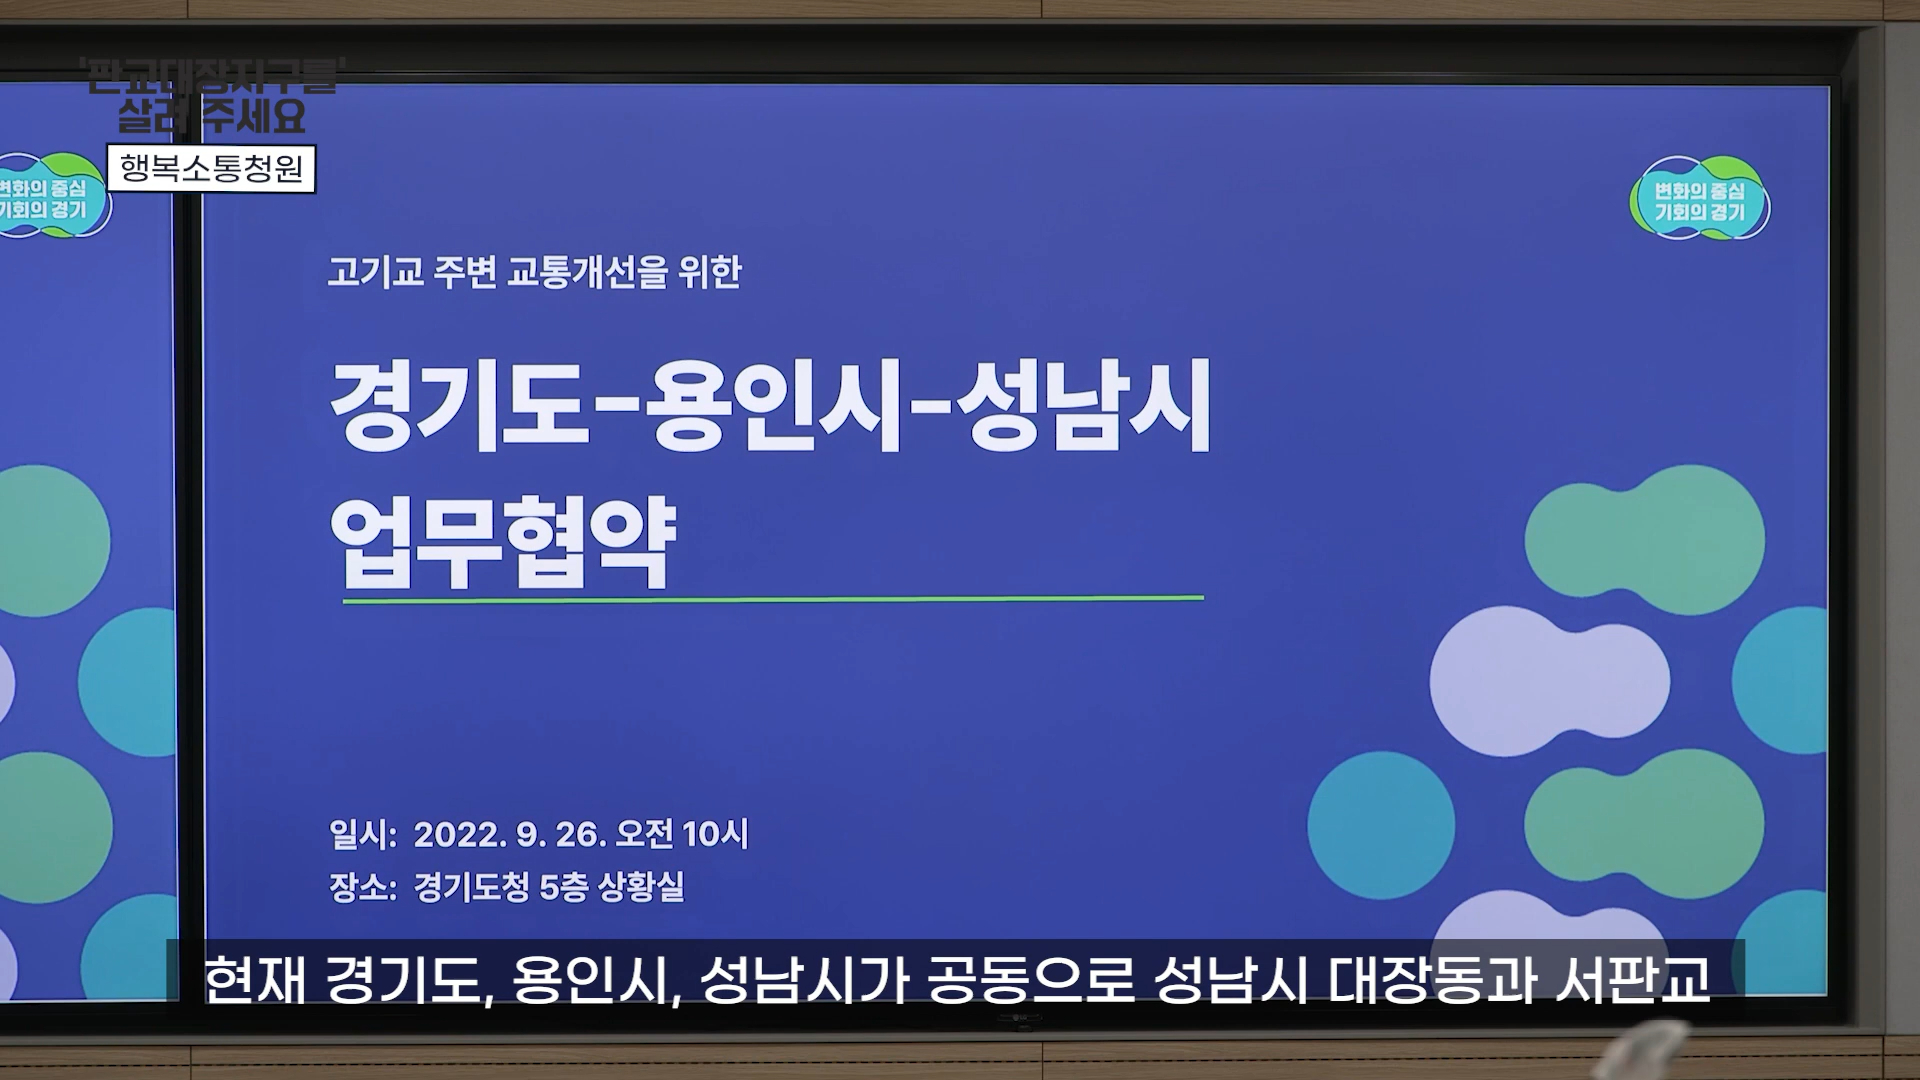 '판교대장지구를'
살려 주세요
행복소통청원
변화의 중심
기회의 경기
변화의 중심
기회의 경기
고기교 주변 교통개선을 위한
경기도-용인시-성남시
업무협약
일시: 2022. 9. 26. 오전 10시
장소: 경기도청 5층 상황실
현재 경기도, 용인시, 성남시가 공동으로 성남시 대장동과 서판교